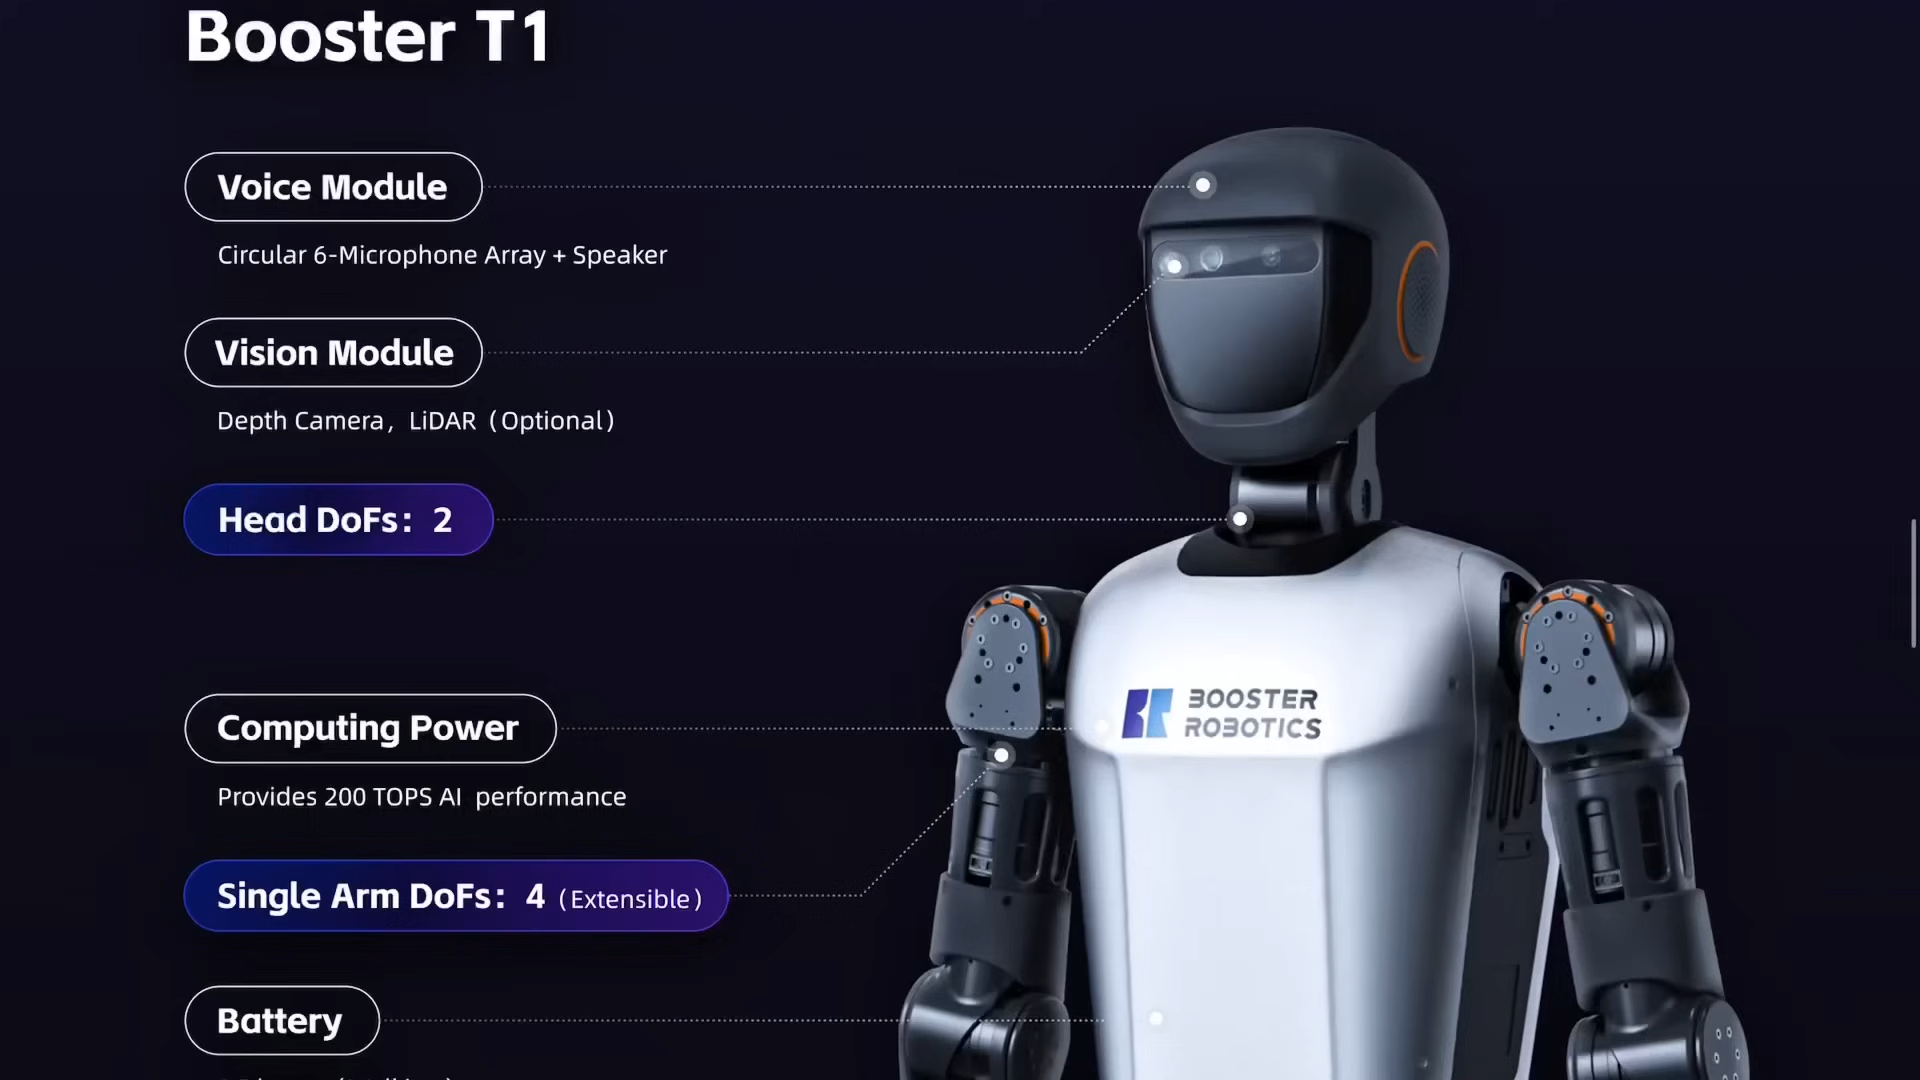 Booster T1
Voice Module
Circular 6-Microphone Array + Speaker
Vision Module
Depth Camera，LiDAR（Optional）
Head DoFs：2
BOOSTER
ROBOTICS
Computing Power
Provides 200 TOPS AI performance
Single Arm DoFs：4（Extensible）
Battery